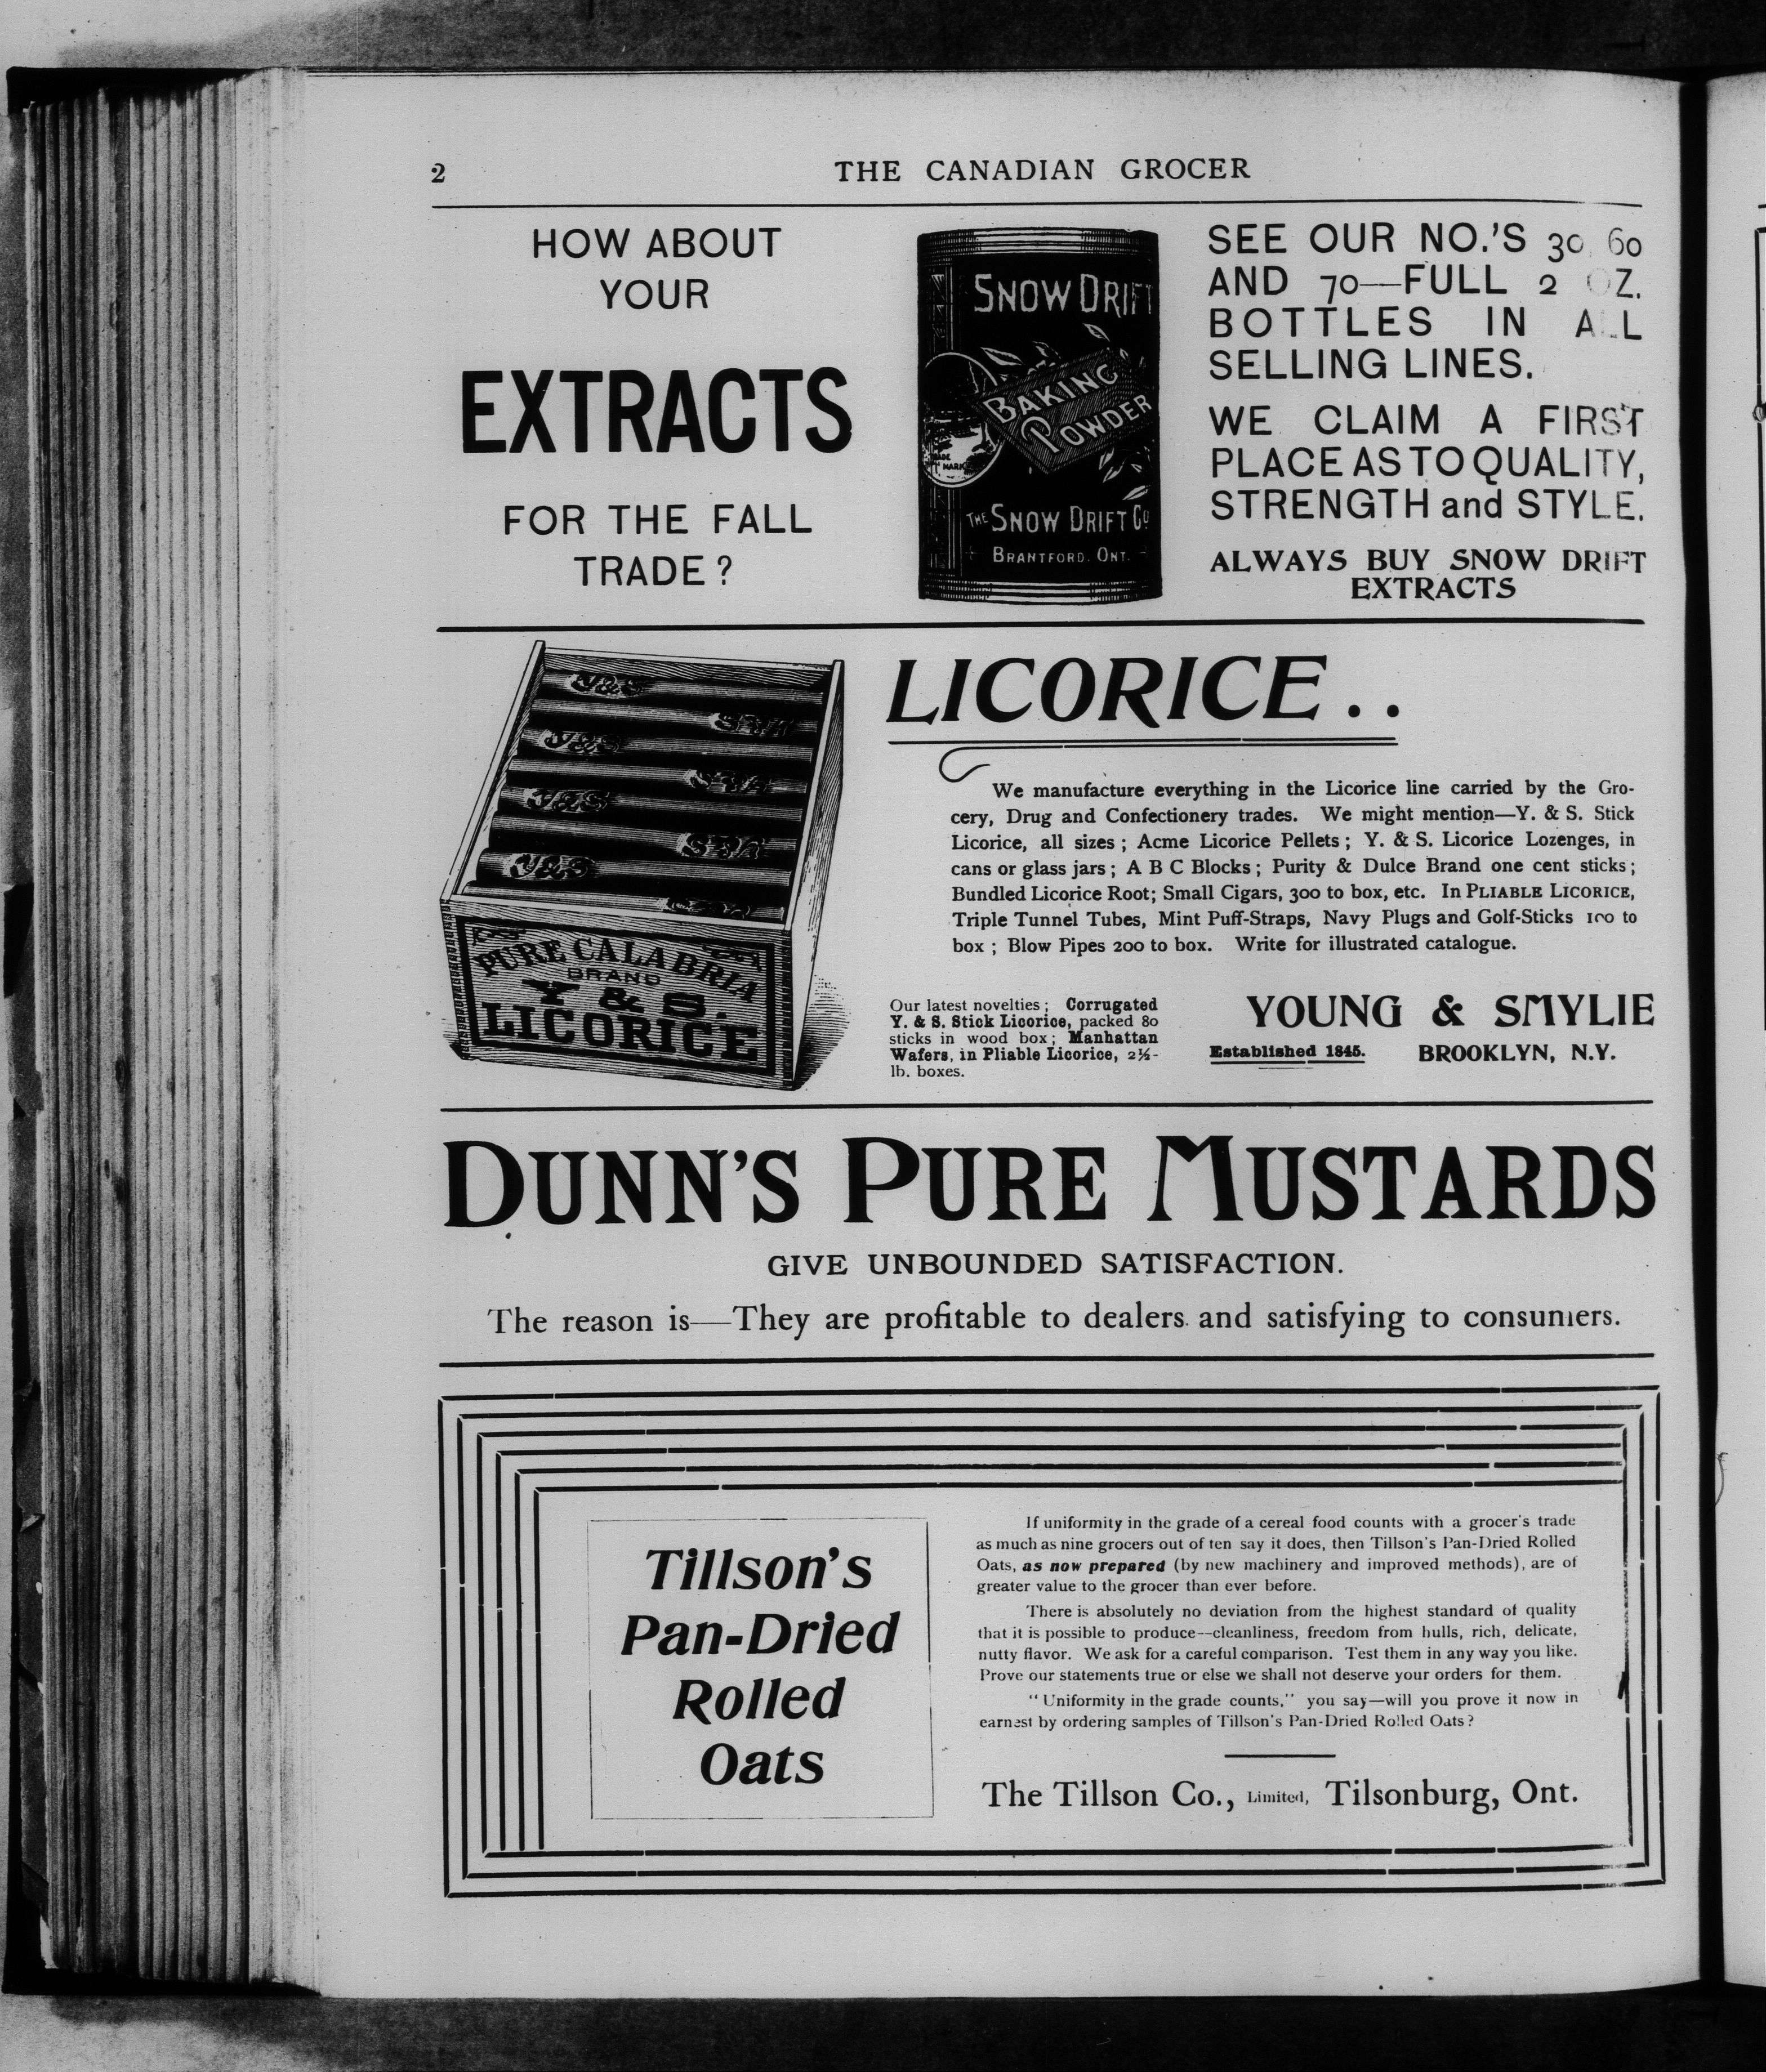 2
THE CANADIAN GROCER
HOW ABOUT
YOUR
EXTRACTS
FOR THE FALL
TRADE?
SNOW DRIFT
BAKING
POWDER
TRADE
MARK
THE SNOW DRIFT CO
BRANTFORD. ONT.
SEE OUR NO.'S 30, 60
AND 70—FULL 2 OZ.
BOTTLES IN ALL
SELLING LINES.
WE CLAIM A FIRST
PLACE AS TO QUALITY,
STRENGTH and STYLE.
ALWAYS BUY SNOW DRIFT
EXTRACTS
Y&S
Y&S
Y&S
Y&S
Y&S
Y&S
Y&S
PURE CALABRIA
BRAND
Y & S.
LICORICE
LICORICE..
We manufacture everything in the Licorice line carried by the Gro-
cery, Drug and Confectionery trades. We might mention—Y. & S. Stick
Licorice, all sizes; Acme Licorice Pellets; Y. & S. Licorice Lozenges, in
cans or glass jars; A B C Blocks; Purity & Dulce Brand one cent sticks;
Bundled Licorice Root; Small Cigars, 300 to box, etc. In PLIABLE LICORICE,
Triple Tunnel Tubes, Mint Puff-Straps, Navy Plugs and Golf-Sticks 100 to
box; Blow Pipes 200 to box. Write for illustrated catalogue.
Our latest novelties; Corrugated
Y. & S. Stick Licorice, packed 80
sticks in wood box; Manhattan
Wafers, in Pliable Licorice, 2½-
lb. boxes.
YOUNG & SMYLIE
Established 1845. BROOKLYN, N.Y.
DUNN'S PURE MUSTARDS
GIVE UNBOUNDED SATISFACTION.
The reason is—They are profitable to dealers and satisfying to consumers.
Tillson's
Pan-Dried
Rolled
Oats
If uniformity in the grade of a cereal food counts with a grocer's trade
as much as nine grocers out of ten say it does, then Tillson's Pan-Dried Rolled
Oats, as now prepared (by new machinery and improved methods), are of
greater value to the grocer than ever before.
There is absolutely no deviation from the highest standard of quality
that it is possible to produce—cleanliness, freedom from hulls, rich, delicate,
nutty flavor. We ask for a careful comparison. Test them in any way you like.
Prove our statements true or else we shall not deserve your orders for them.
"Uniformity in the grade counts," you say—will you prove it now in
earnest by ordering samples of Tillson's Pan-Dried Rolled Oats?
The Tillson Co., Limited, Tilsonburg, Ont.